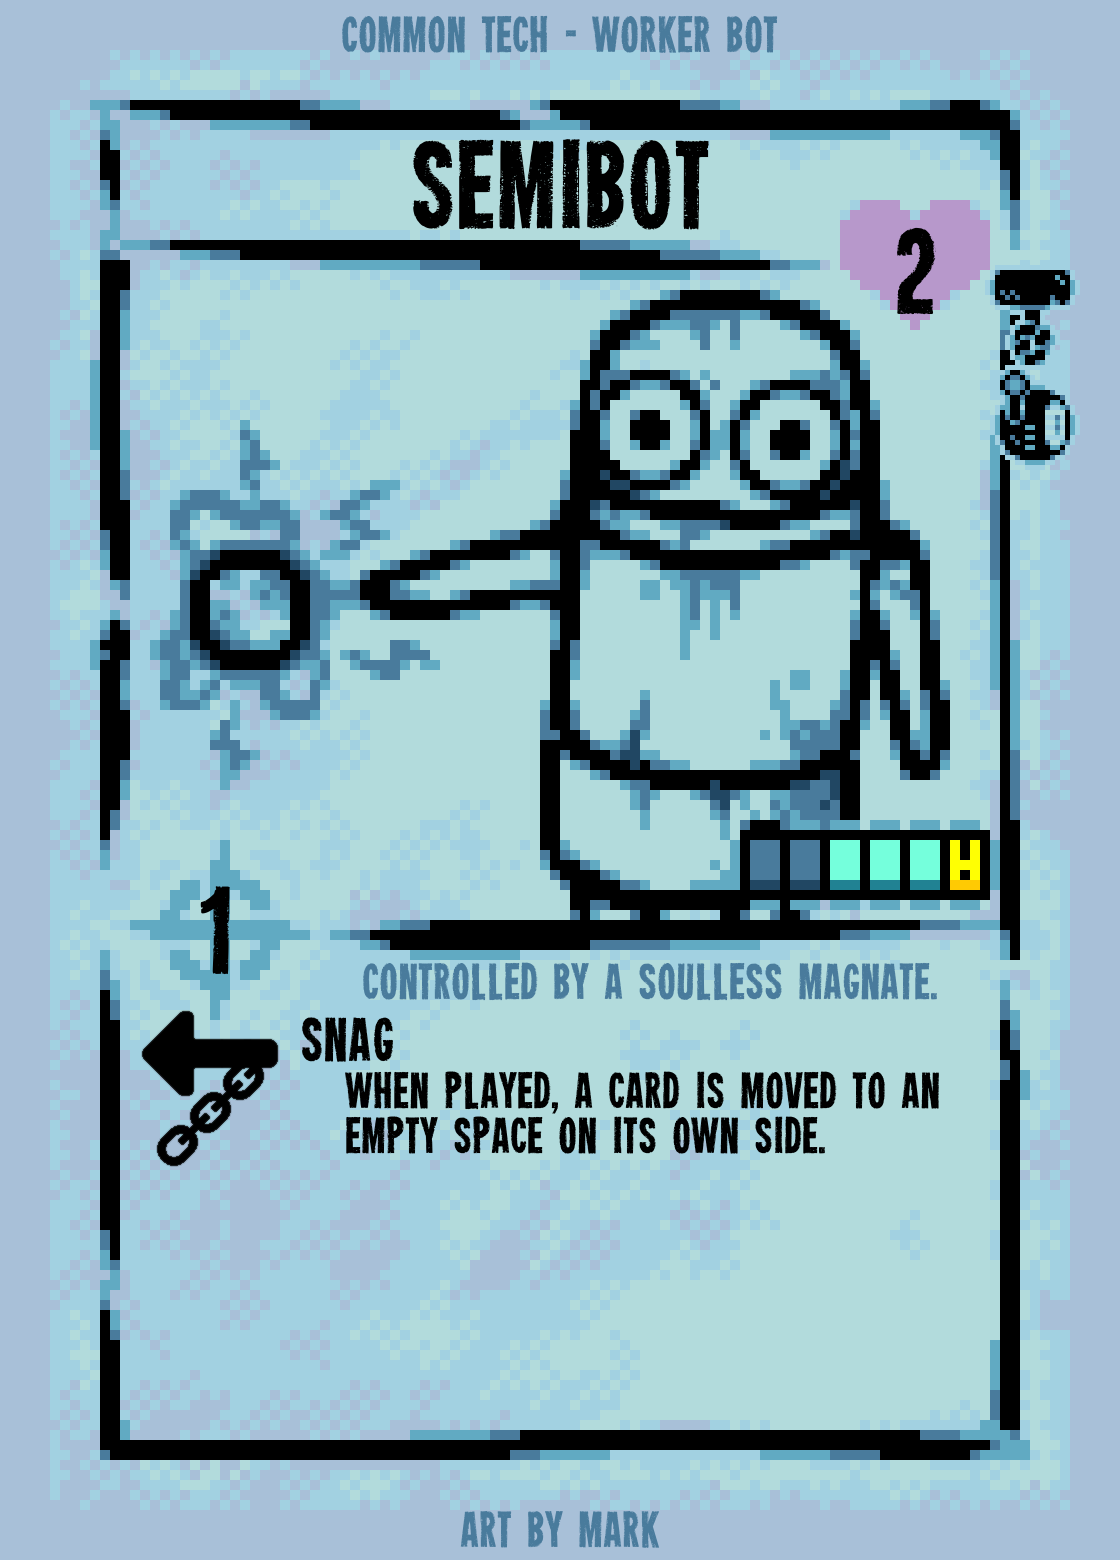 COMMON TECH - WORKER BOT
SEMIBOT
2
1
CONTROLLED BY A SOULLESS MAGNATE.
SNAG
WHEN PLAYED, A CARD IS MOVED TO AN
EMPTY SPACE ON ITS OWN SIDE.
ART BY MARK